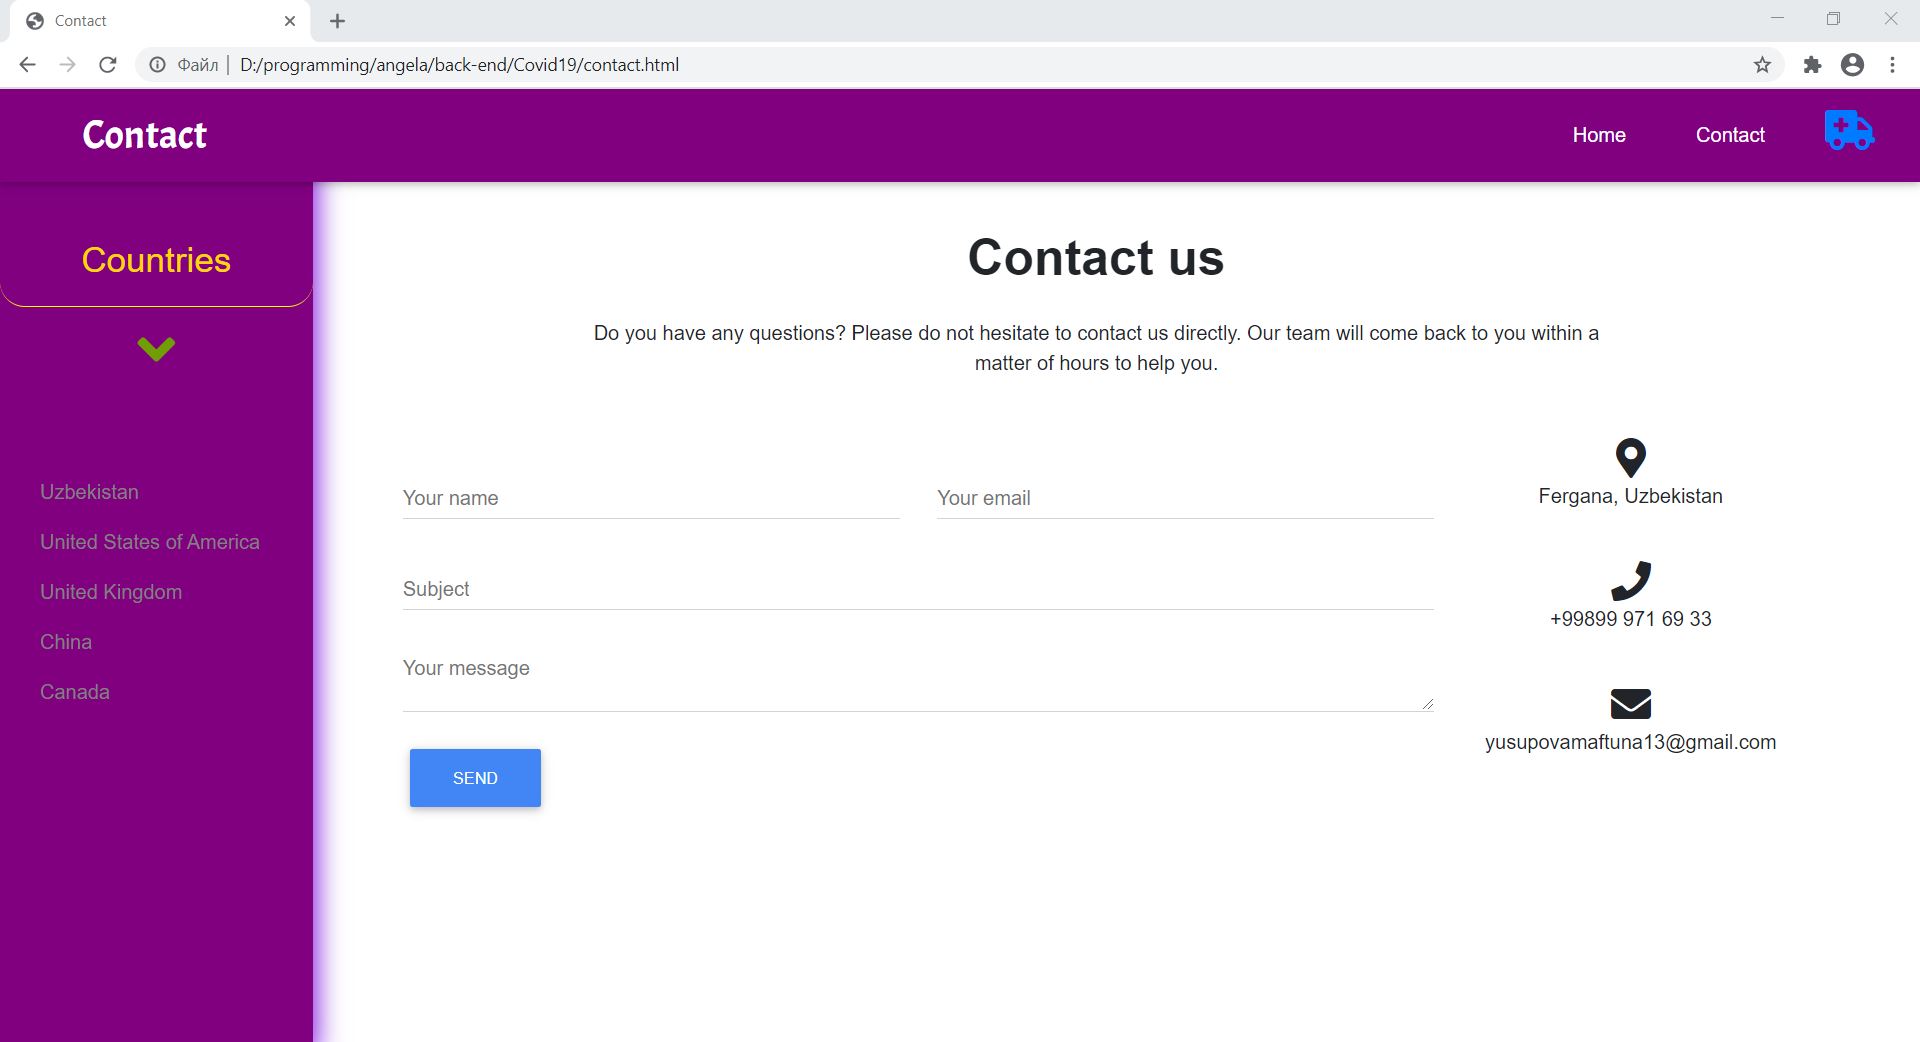 Contact
Файл
D:/programming/angela/back-end/Covid19/contact.html
Contact
Home
Contact
Countries
Uzbekistan
United States of America
United Kingdom
China
Canada
Contact us
Do you have any questions? Please do not hesitate to contact us directly. Our team will come back to you within a
matter of hours to help you.
Your name
Your email
Subject
Your message
SEND
Fergana, Uzbekistan
+99899 971 69 33
yusupovamaftuna13@gmail.com